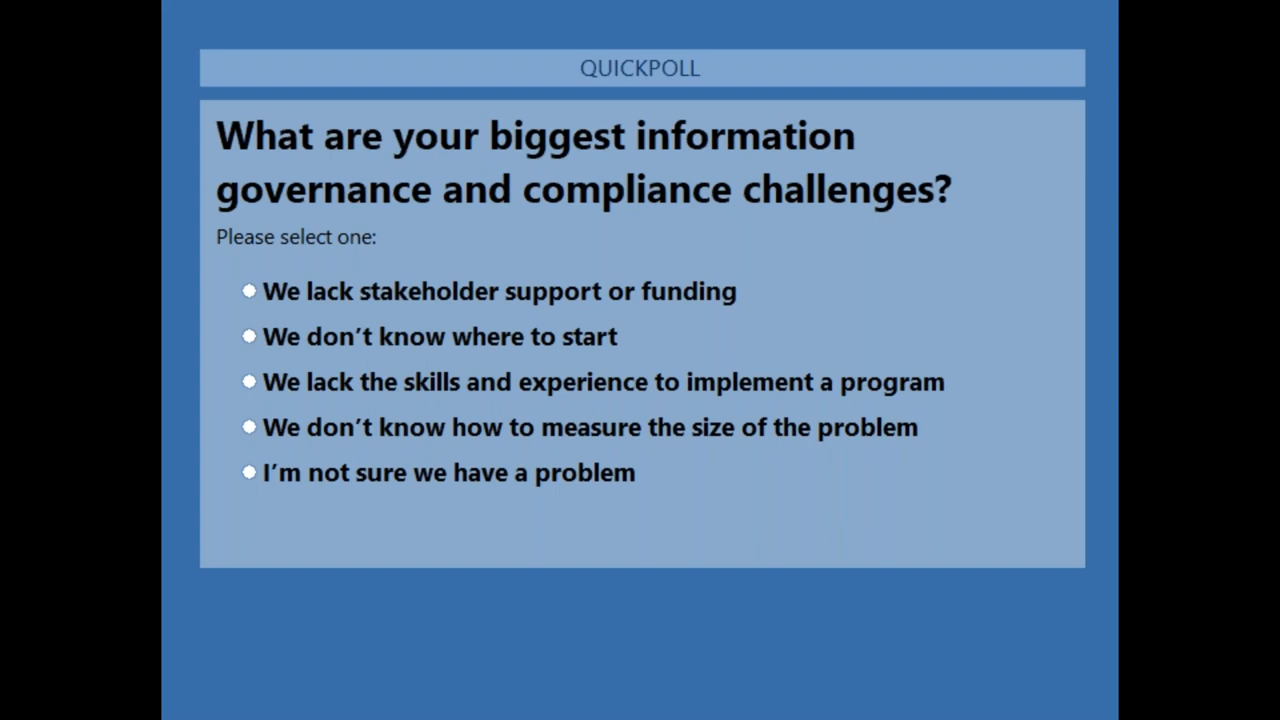 QUICKPOLL
What are your biggest information
governance and compliance challenges?
Please select one:
We lack stakeholder support or funding
We don’t know where to start
We lack the skills and experience to implement a program
We don’t know how to measure the size of the problem
I’m not sure we have a problem